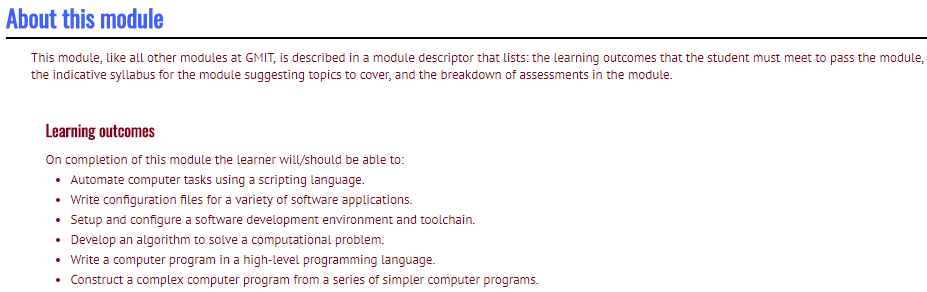 About this module
This module, like all other modules at GMIT, is described in a module descriptor that lists: the learning outcomes that the student must meet to pass the module,
the indicative syllabus for the module suggesting topics to cover, and the breakdown of assessments in the module.
Learning outcomes
On completion of this module the learner will/should be able to:
• Automate computer tasks using a scripting language.
• Write configuration files for a variety of software applications.
• Setup and configure a software development environment and toolchain.
• Develop an algorithm to solve a computational problem.
• Write a computer program in a high-level programming language.
• Construct a complex computer program from a series of simpler computer programs.